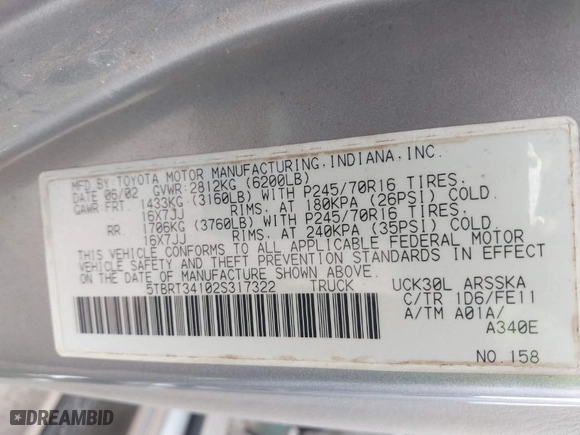 MFD.BY TOYOTA MOTOR MANUFACTURING,INDIANA,INC.
DATE 06/02 GVWR:2812KG (6200LB)
GAWR FRT. 1433KG (3160LB) WITH P245/70R16 TIRES,
16X7JJ RIMS, AT 180KPA (26PSI) COLD
RR. 1706KG (3760LB) WITH P245/70R16 TIRES,
16X7JJ RIMS, AT 240KPA (35PSI) COLD
THIS VEHICLE CONFORMS TO ALL APPLICABLE FEDERAL MOTOR
VEHICLE SAFETY AND THEFT PREVENTION STANDARDS IN EFFECT
ON THE DATE OF MANUFACTURE SHOWN ABOVE.
5TBRT34102S317322 TRUCK UCK30L ARSSKA
C/TR 1D6/FE11
A/TM A01A/
A340E
NO.158
DREAMBID